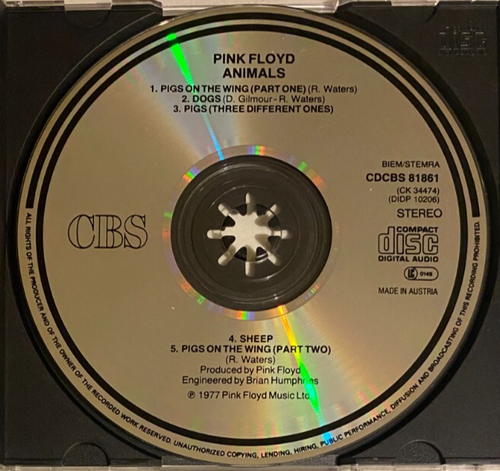 PINK FLOYD
ANIMALS
1. PIGS ON THE WING (PART ONE) (R. Waters)
2. DOGS (D. Gilmour - R. Waters)
3. PIGS (THREE DIFFERENT ONES)
BIEM/STEMRA
CDCBS 81861
(CK 34474)
(DIDP 10206)
STEREO
CBS
COMPACT
disc
DIGITAL AUDIO
LC 0149
MADE IN AUSTRIA
4. SHEEP
5. PIGS ON THE WING (PART TWO)
(R. Waters)
Produced by Pink Floyd
Engineered by Brian Humphries
℗ 1977 Pink Floyd Music Ltd
ALL RIGHTS OF THE PRODUCER AND OF THE OWNER OF THE RECORDED WORK RESERVED. UNAUTHORIZED COPYING, LENDING, HIRING, PUBLIC PERFORMANCE, DIFFUSION AND BROADCASTING OF THIS RECORDING PROHIBITED.